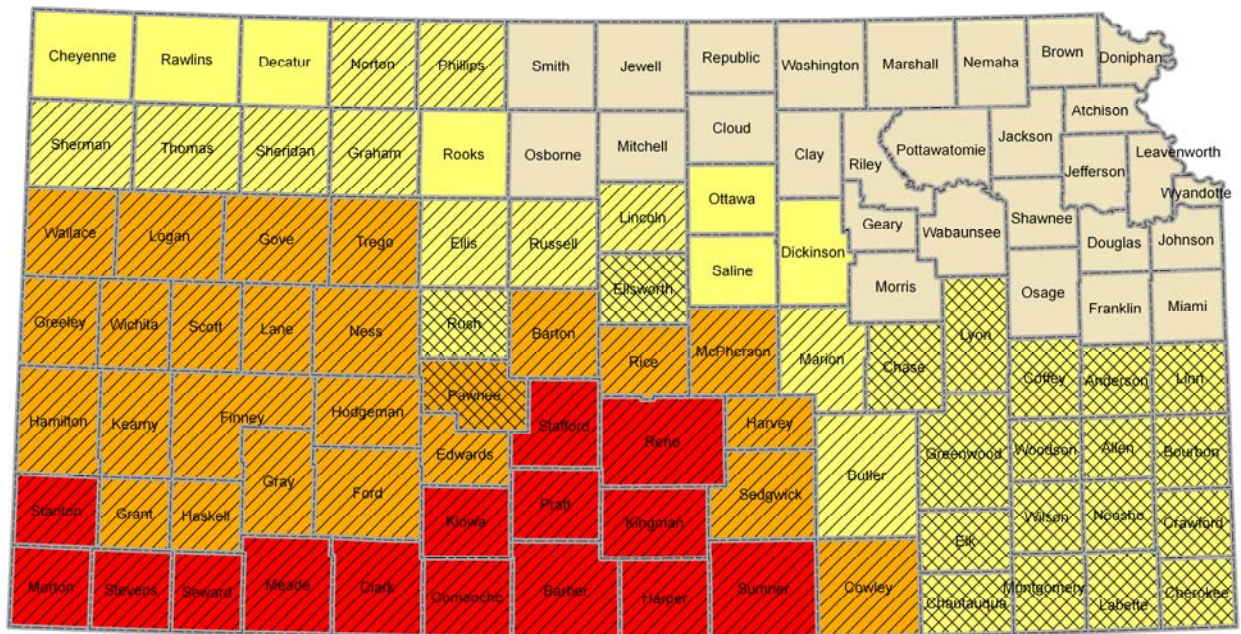 Cheyenne
Rawlins
Decatur
Norton
Phillips
Smith
Jewell
Republic
Washington
Marshall
Nemaha
Brown
Doniphan
Sherman
Thomas
Sheridan
Graham
Rooks
Osborne
Mitchell
Cloud
Clay
Riley
Pottawatomie
Jackson
Atchison
Jefferson
Leavenworth
Wyandotte
Lincoln
Ottawa
Wallace
Logan
Gove
Trego
Ellis
Russell
Saline
Dickinson
Geary
Wabaunsee
Shawnee
Douglas
Johnson
Ellsworth
Morris
Osage
Franklin
Miami
Greeley
Wichita
Scott
Lane
Ness
Rush
Barton
Rice
McPherson
Marion
Chase
Lyon
Coffey
Anderson
Linn
Pawnee
Hamilton
Kearny
Finney
Hodgeman
Stafford
Reno
Harvey
Edwards
Greenwood
Woodson
Allen
Bourbon
Gray
Ford
Sedgwick
Butler
Stanton
Grant
Haskell
Kiowa
Pratt
Kingman
Elk
Wilson
Neosho
Crawford
Morton
Stevens
Seward
Meade
Clark
Comanche
Barber
Harper
Sumner
Cowley
Chautauqua
Montgomery
Labette
Cherokee